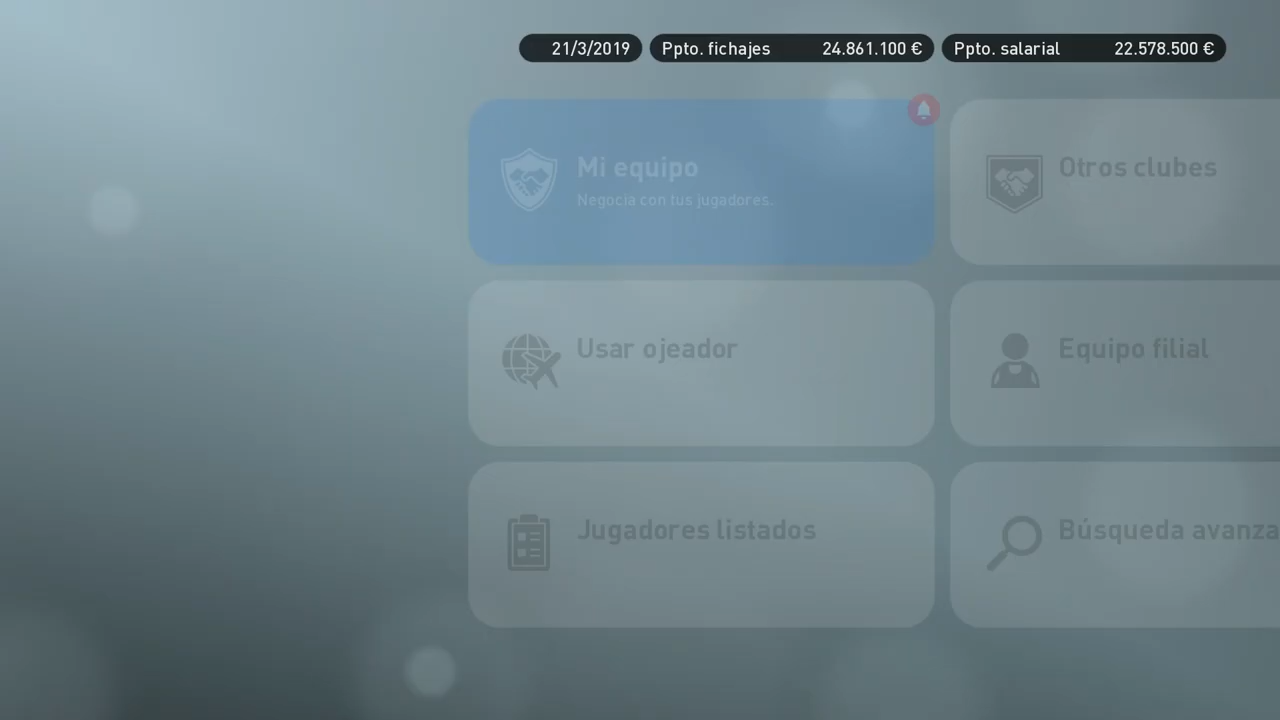 21/3/2019 Ppto. fichajes 24.861.100 € Ppto. salarial 22.578.500 €
Mi equipo
Negocia con tus jugadores.
Otros clubes
Usar ojeador
Equipo filial
Jugadores listados
Búsqueda avanza